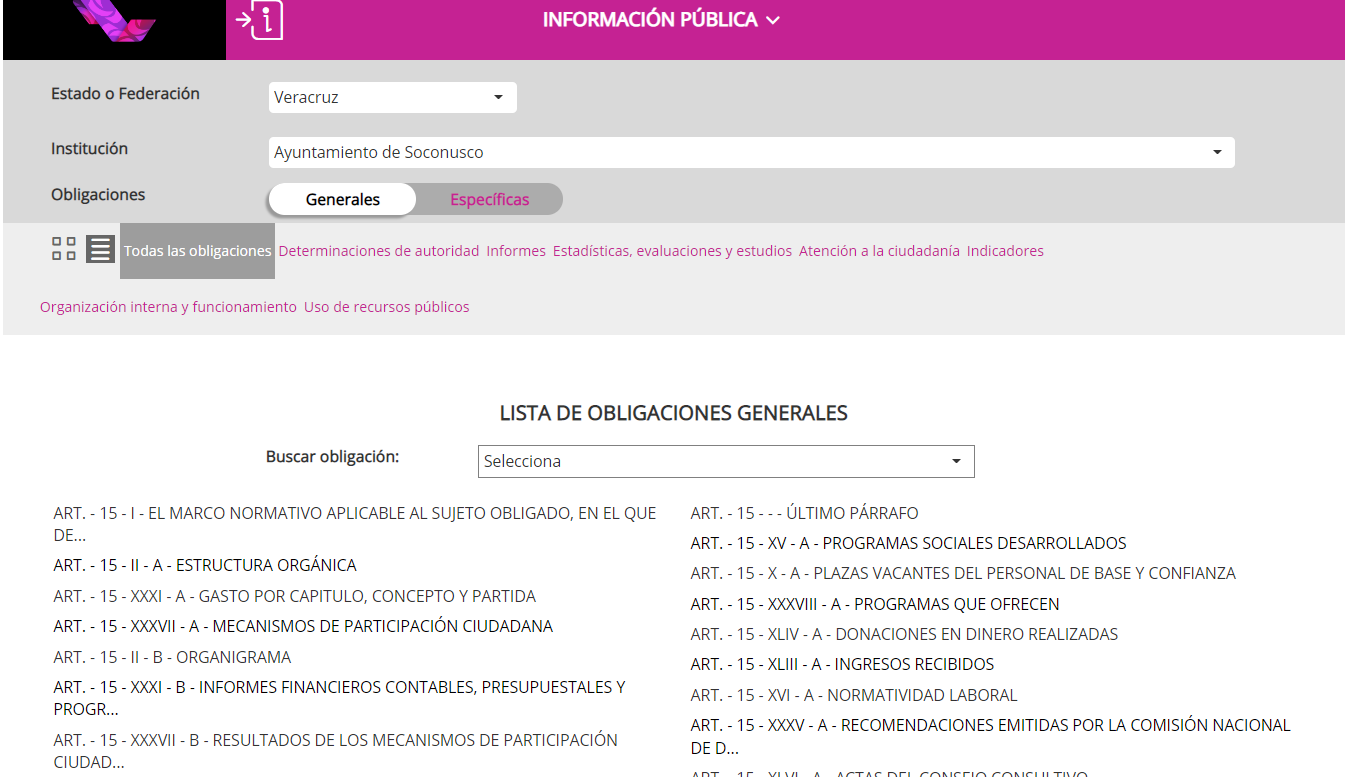 INFORMACIÓN PÚBLICA
Estado o Federación
Veracruz
Institución
Ayuntamiento de Soconusco
Obligaciones
Generales
Específicas
Todas las obligaciones Determinaciones de autoridad Informes Estadísticas, evaluaciones y estudios Atención a la ciudadanía Indicadores
Organización interna y funcionamiento Uso de recursos públicos
LISTA DE OBLIGACIONES GENERALES
Buscar obligación:
Selecciona
ART. - 15 - I - EL MARCO NORMATIVO APLICABLE AL SUJETO OBLIGADO, EN EL QUE
DE...
ART. - 15 - II - A - ESTRUCTURA ORGÁNICA
ART. - 15 - XXXI - A - GASTO POR CAPITULO, CONCEPTO Y PARTIDA
ART. - 15 - XXXVII - A - MECANISMOS DE PARTICIPACIÓN CIUDADANA
ART. - 15 - II - B - ORGANIGRAMA
ART. - 15 - XXXI - B - INFORMES FINANCIEROS CONTABLES, PRESUPUESTALES Y
PROGR...
ART. - 15 - XXXVII - B - RESULTADOS DE LOS MECANISMOS DE PARTICIPACIÓN
CIUDAD...
ART. - 15 - - - ÚLTIMO PÁRRAFO
ART. - 15 - XV - A - PROGRAMAS SOCIALES DESARROLLADOS
ART. - 15 - X - A - PLAZAS VACANTES DEL PERSONAL DE BASE Y CONFIANZA
ART. - 15 - XXXVIII - A - PROGRAMAS QUE OFRECEN
ART. - 15 - XLIV - A - DONACIONES EN DINERO REALIZADAS
ART. - 15 - XLIII - A - INGRESOS RECIBIDOS
ART. - 15 - XVI - A - NORMATIVIDAD LABORAL
ART. - 15 - XXXV - A - RECOMENDACIONES EMITIDAS POR LA COMISIÓN NACIONAL
DE D...
ART. - 15 - XLVI - A - ACTAS DEL CONSEJO CONSULTIVO